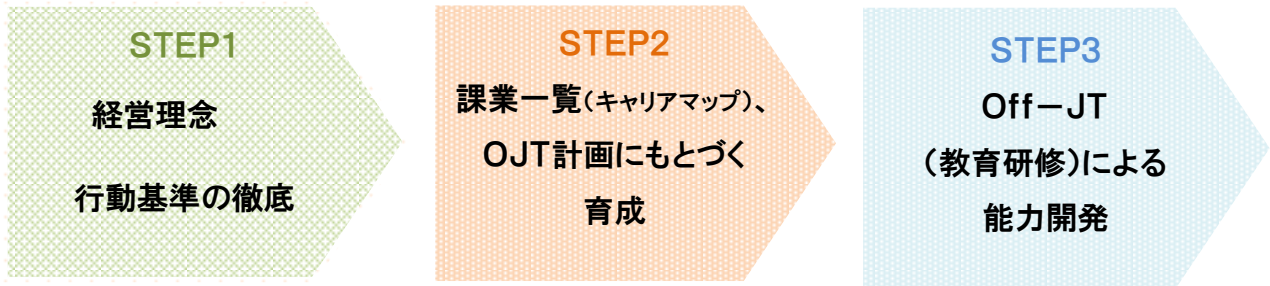 STEP1
経営理念
行動基準の徹底
STEP2
課業一覧(キャリアマップ)、
OJT計画にもとづく
育成
STEP3
Off－JT
(教育研修)による
能力開発